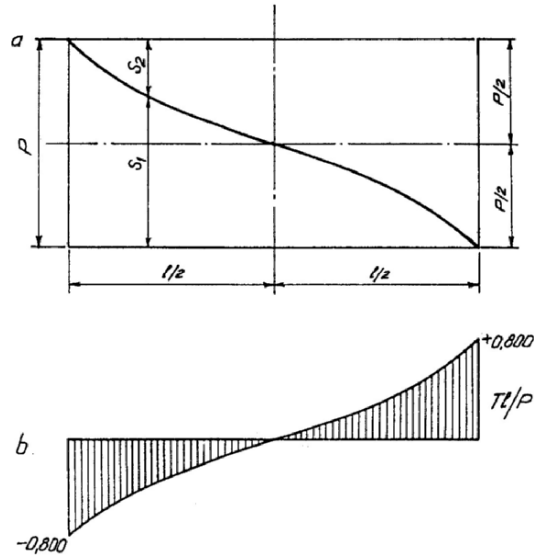 a
P
S₂
S₁
P/2
P/2
l/2
l/2
b.
+0,800
Tl/P
-0,800